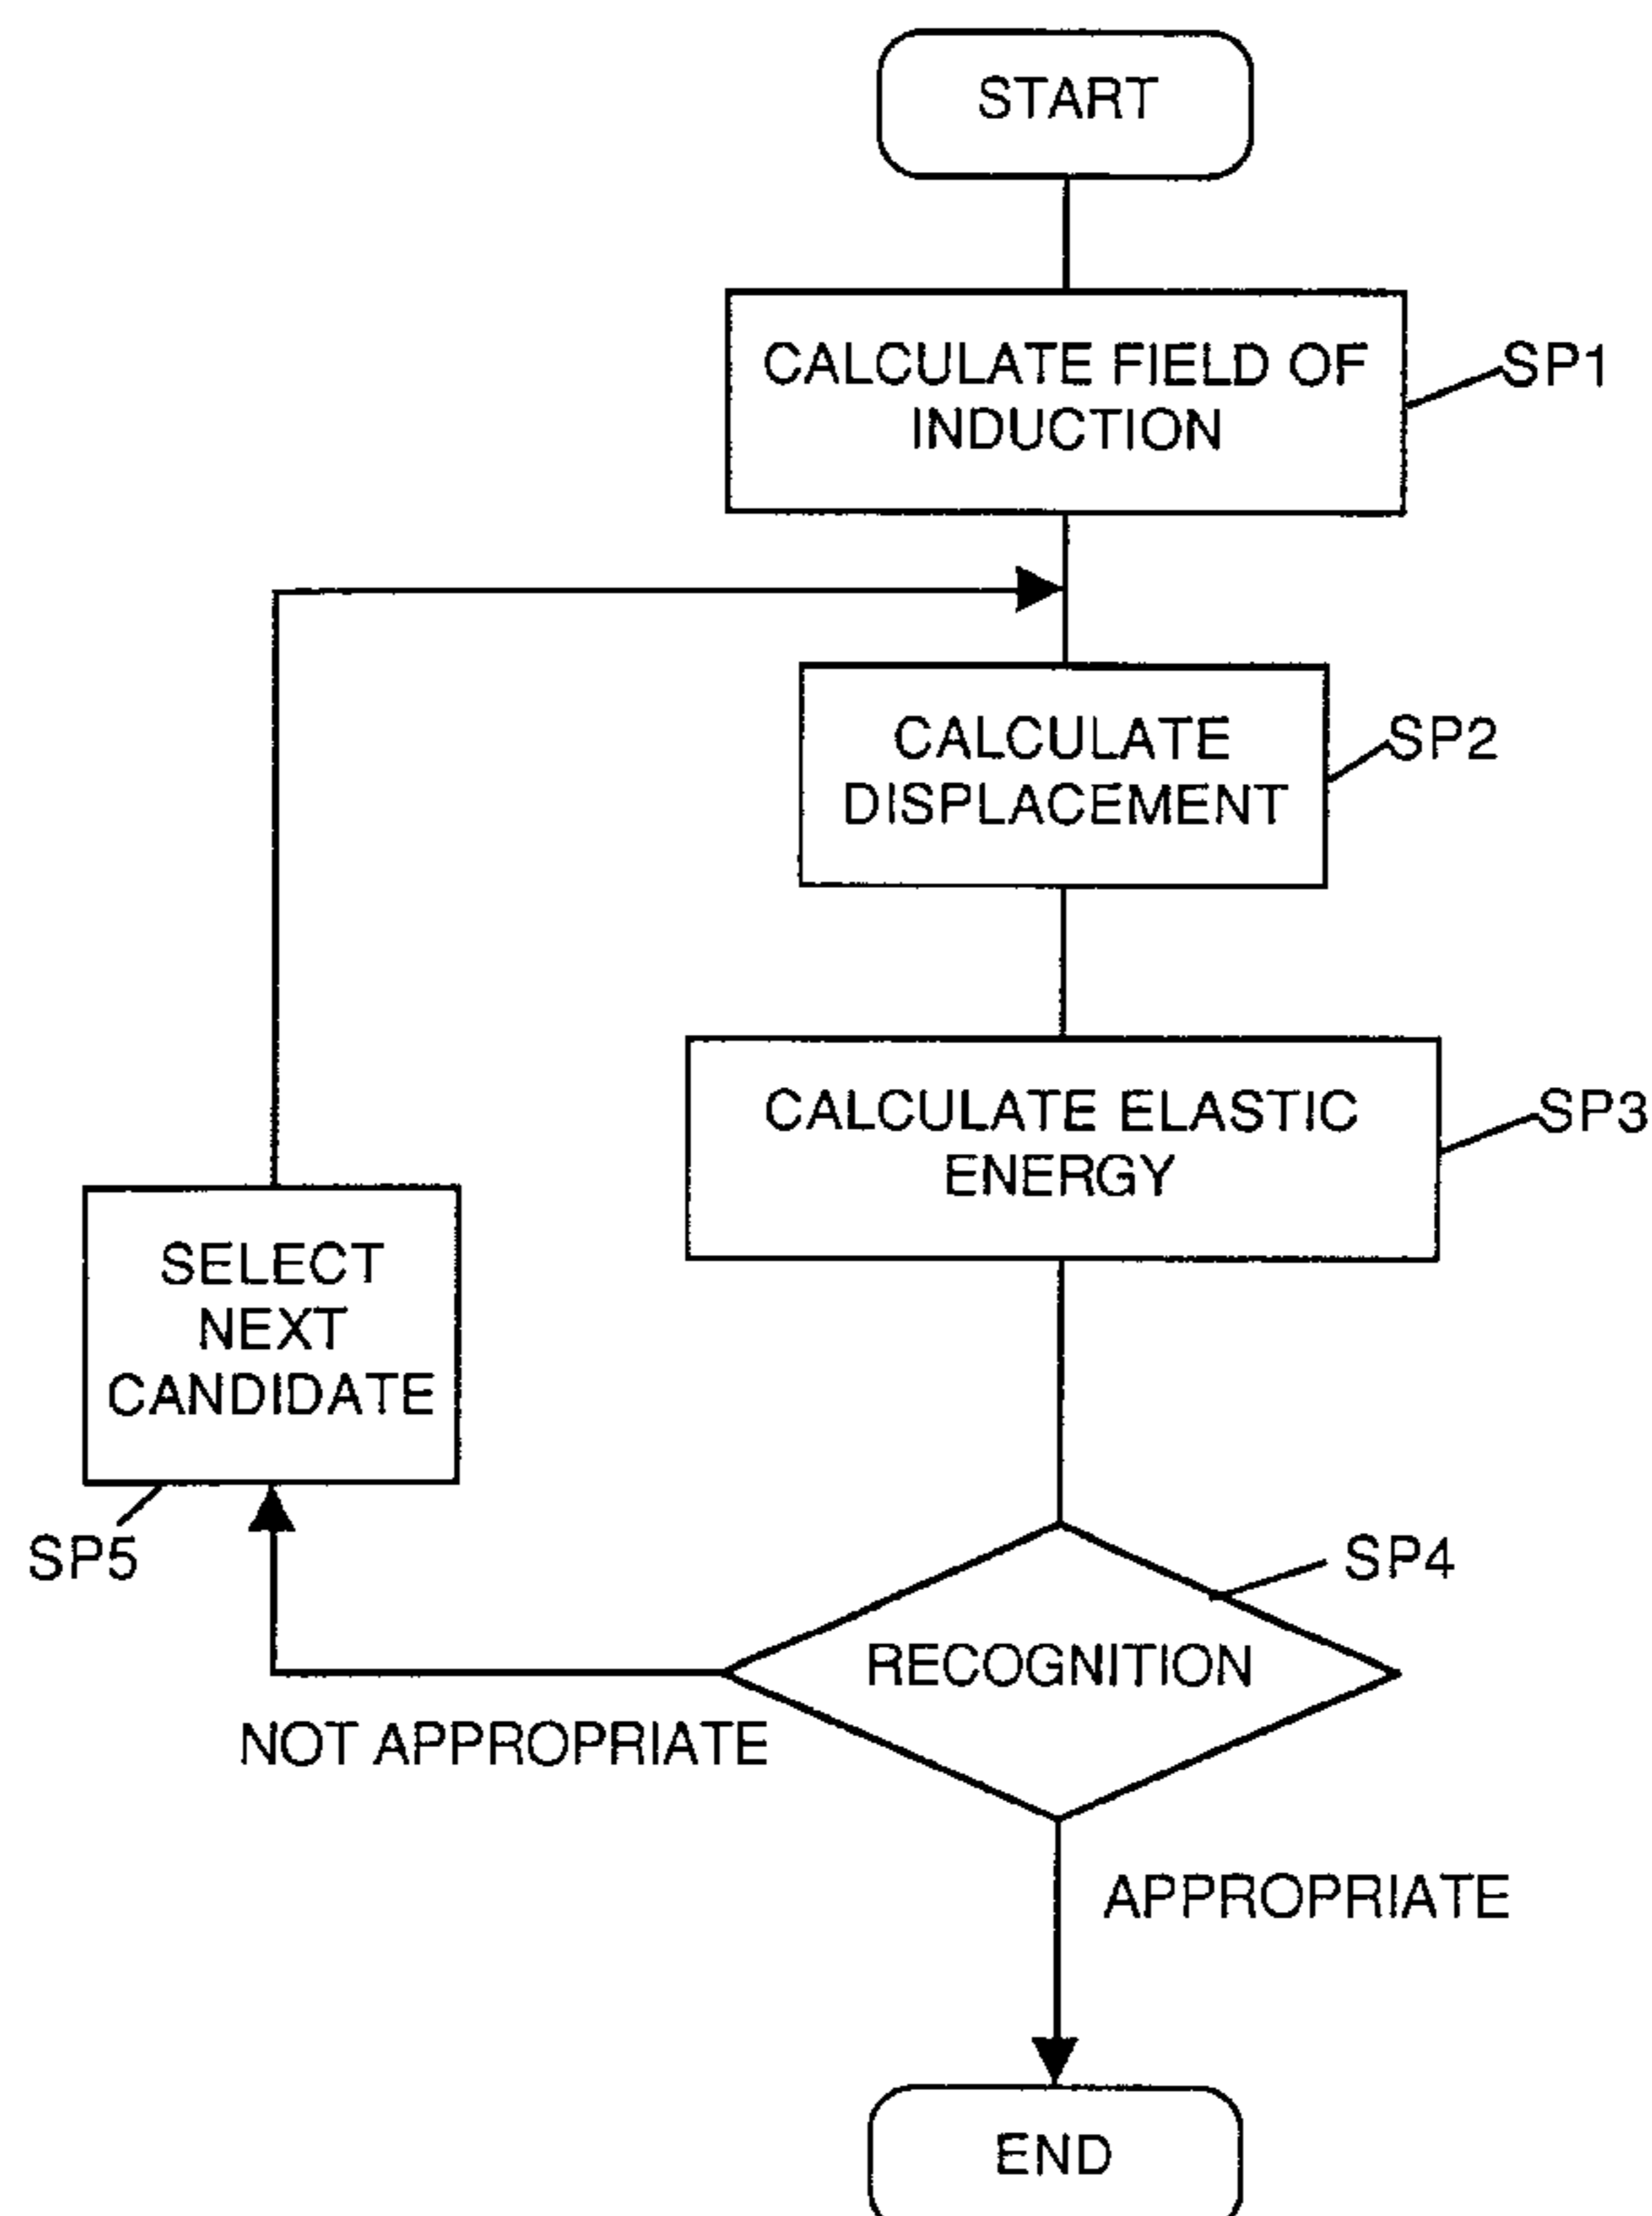 START
CALCULATE FIELD OF
INDUCTION
SP1
CALCULATE
DISPLACEMENT
SP2
CALCULATE ELASTIC
ENERGY
SP3
SELECT
NEXT
CANDIDATE
SP5
SP4
RECOGNITION
NOT APPROPRIATE
APPROPRIATE
END